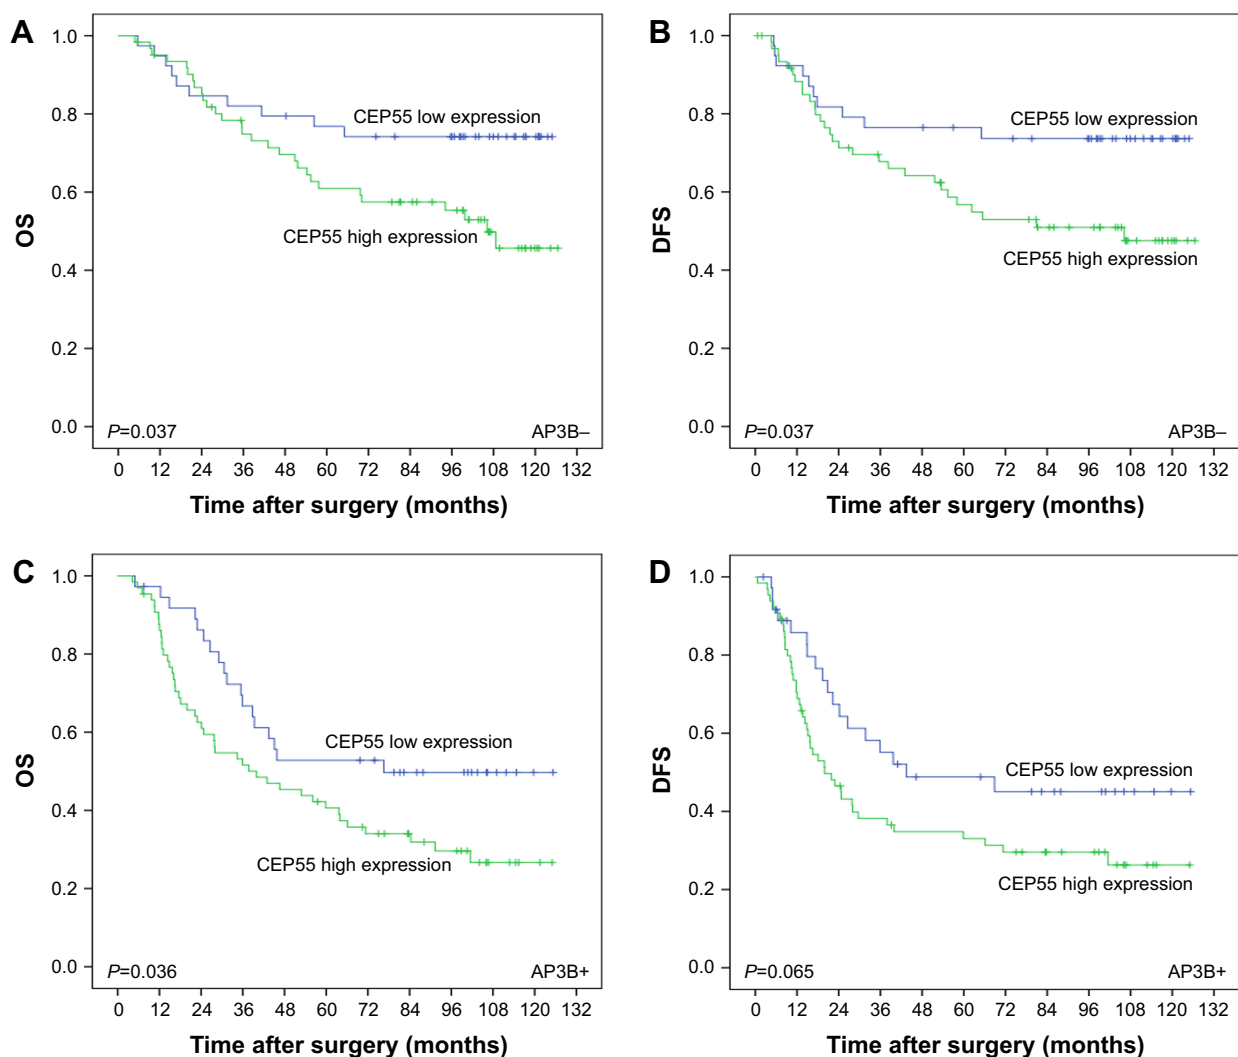 A
1.0
0.8
0.6
0.4
0.2
0.0
OS
CEP55 low expression
CEP55 high expression
P=0.037
AP3B–
0 12 24 36 48 60 72 84 96 108 120 132
Time after surgery (months)
B
1.0
0.8
0.6
0.4
0.2
0.0
DFS
CEP55 low expression
CEP55 high expression
P=0.037
AP3B–
0 12 24 36 48 60 72 84 96 108 120 132
Time after surgery (months)
C
1.0
0.8
0.6
0.4
0.2
0.0
OS
CEP55 low expression
CEP55 high expression
P=0.036
AP3B+
0 12 24 36 48 60 72 84 96 108 120 132
Time after surgery (months)
D
1.0
0.8
0.6
0.4
0.2
0.0
DFS
CEP55 low expression
CEP55 high expression
P=0.065
AP3B+
0 12 24 36 48 60 72 84 96 108 120 132
Time after surgery (months)